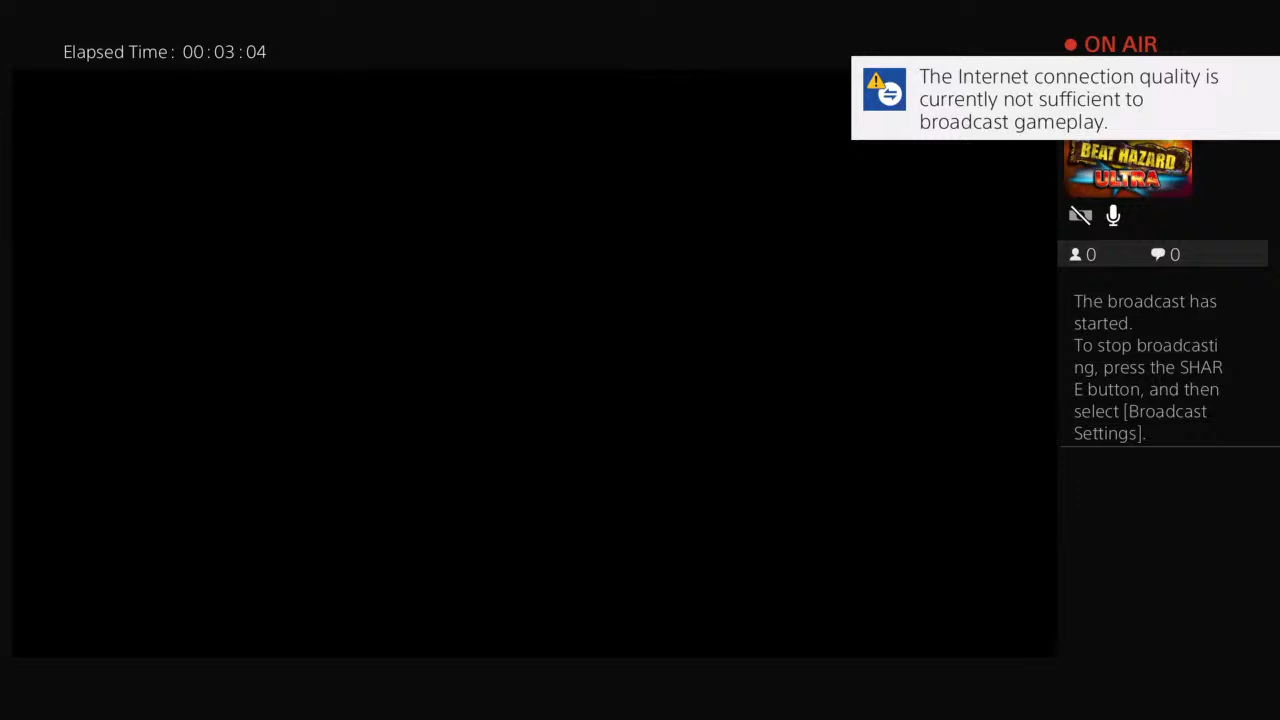 Elapsed Time: 00:03:04
ON AIR
The Internet connection quality is
currently not sufficient to
broadcast gameplay.
BEAT HAZARD
ULTRA
0
0
The broadcast has
started.
To stop broadcasti
ng, press the SHAR
E button, and then
select [Broadcast
Settings].